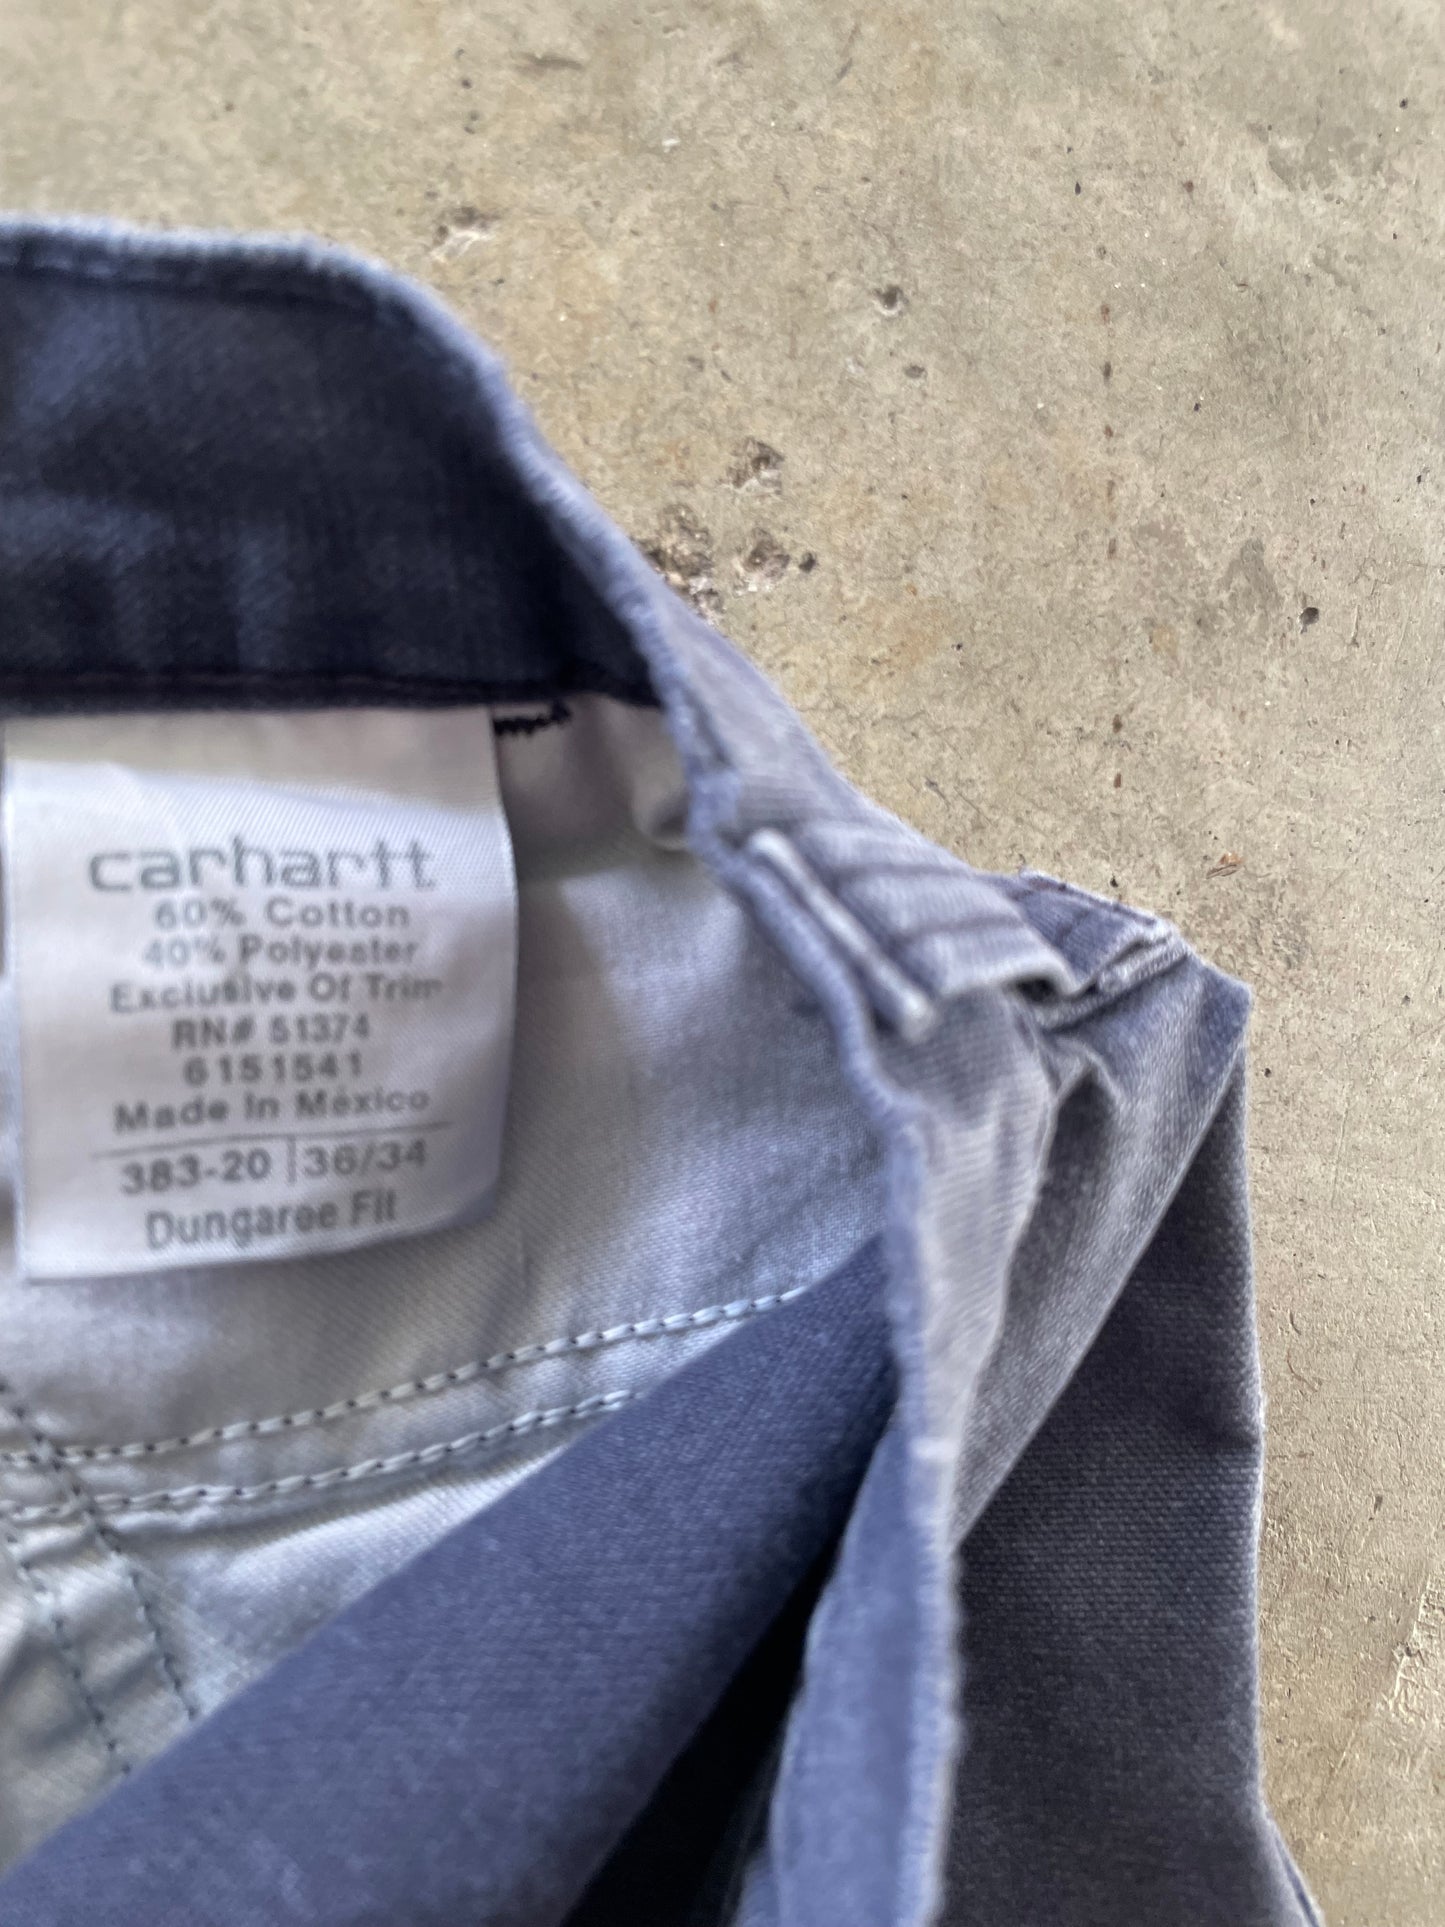 carhartt
60% Cotton
40% Polyester
Exclusive Of Trim
RN# 51374
6151541
Made In México
383-20 | 36/34
Dungaree Fit